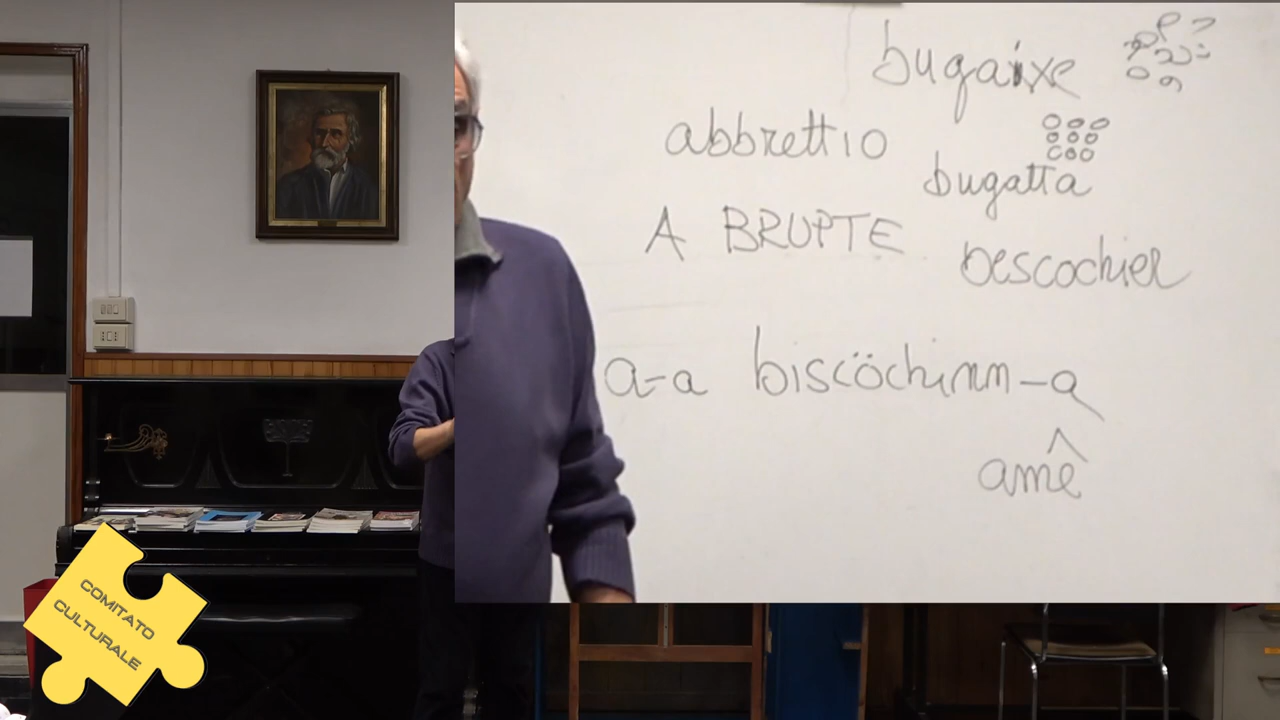 bugaixe
abbrettio
bugatta
A BRUPTE
bescochier
a-a biscöchinn-a
amê
COMITATO
CULTURALE